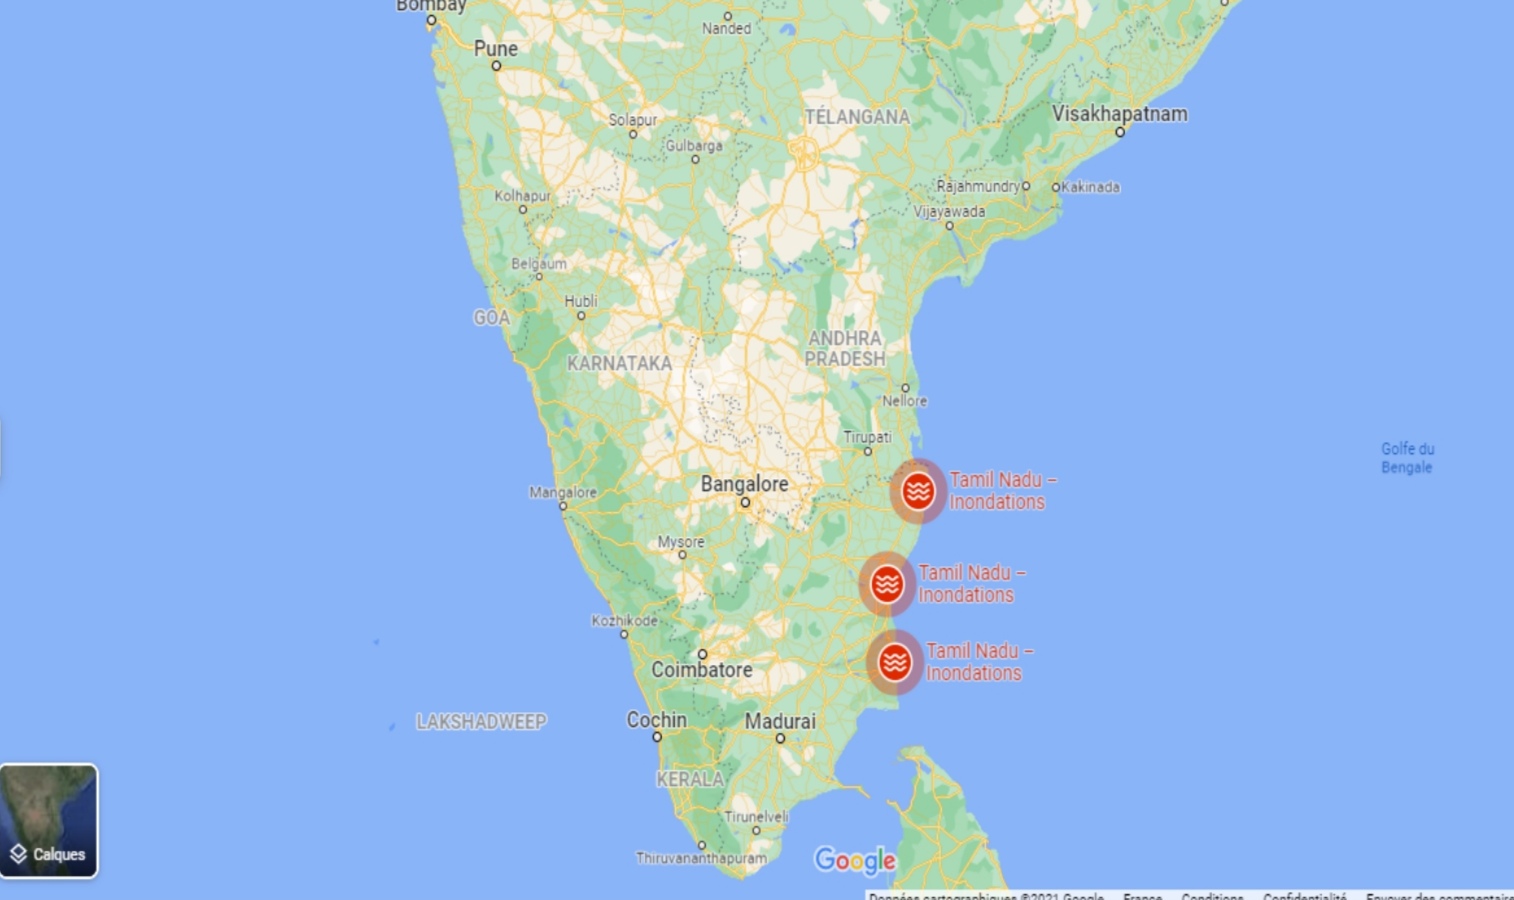 Bombay
Nanded
Pune
TÉLANGANA
Visakhapatnam
Solapur
Gulbarga
Rajahmundry
Kakinada
Kolhapur
Vijayawada
Belgaum
Hubli
GOA
ANDHRA
PRADESH
KARNATAKA
Nellore
Tirupati
Golfe du
Bengale
Bangalore
Tamil Nadu –
Inondations
Mangalore
Mysore
Tamil Nadu –
Inondations
Kozhikode
Coimbatore
Tamil Nadu –
Inondations
LAKSHADWEEP
Cochin
Madurai
KERALA
Tirunelveli
Calques
Thiruvananthapuram
Google
Données cartographiques ©2021 Google France Conditions Confidentialité Envoyer des commentaires